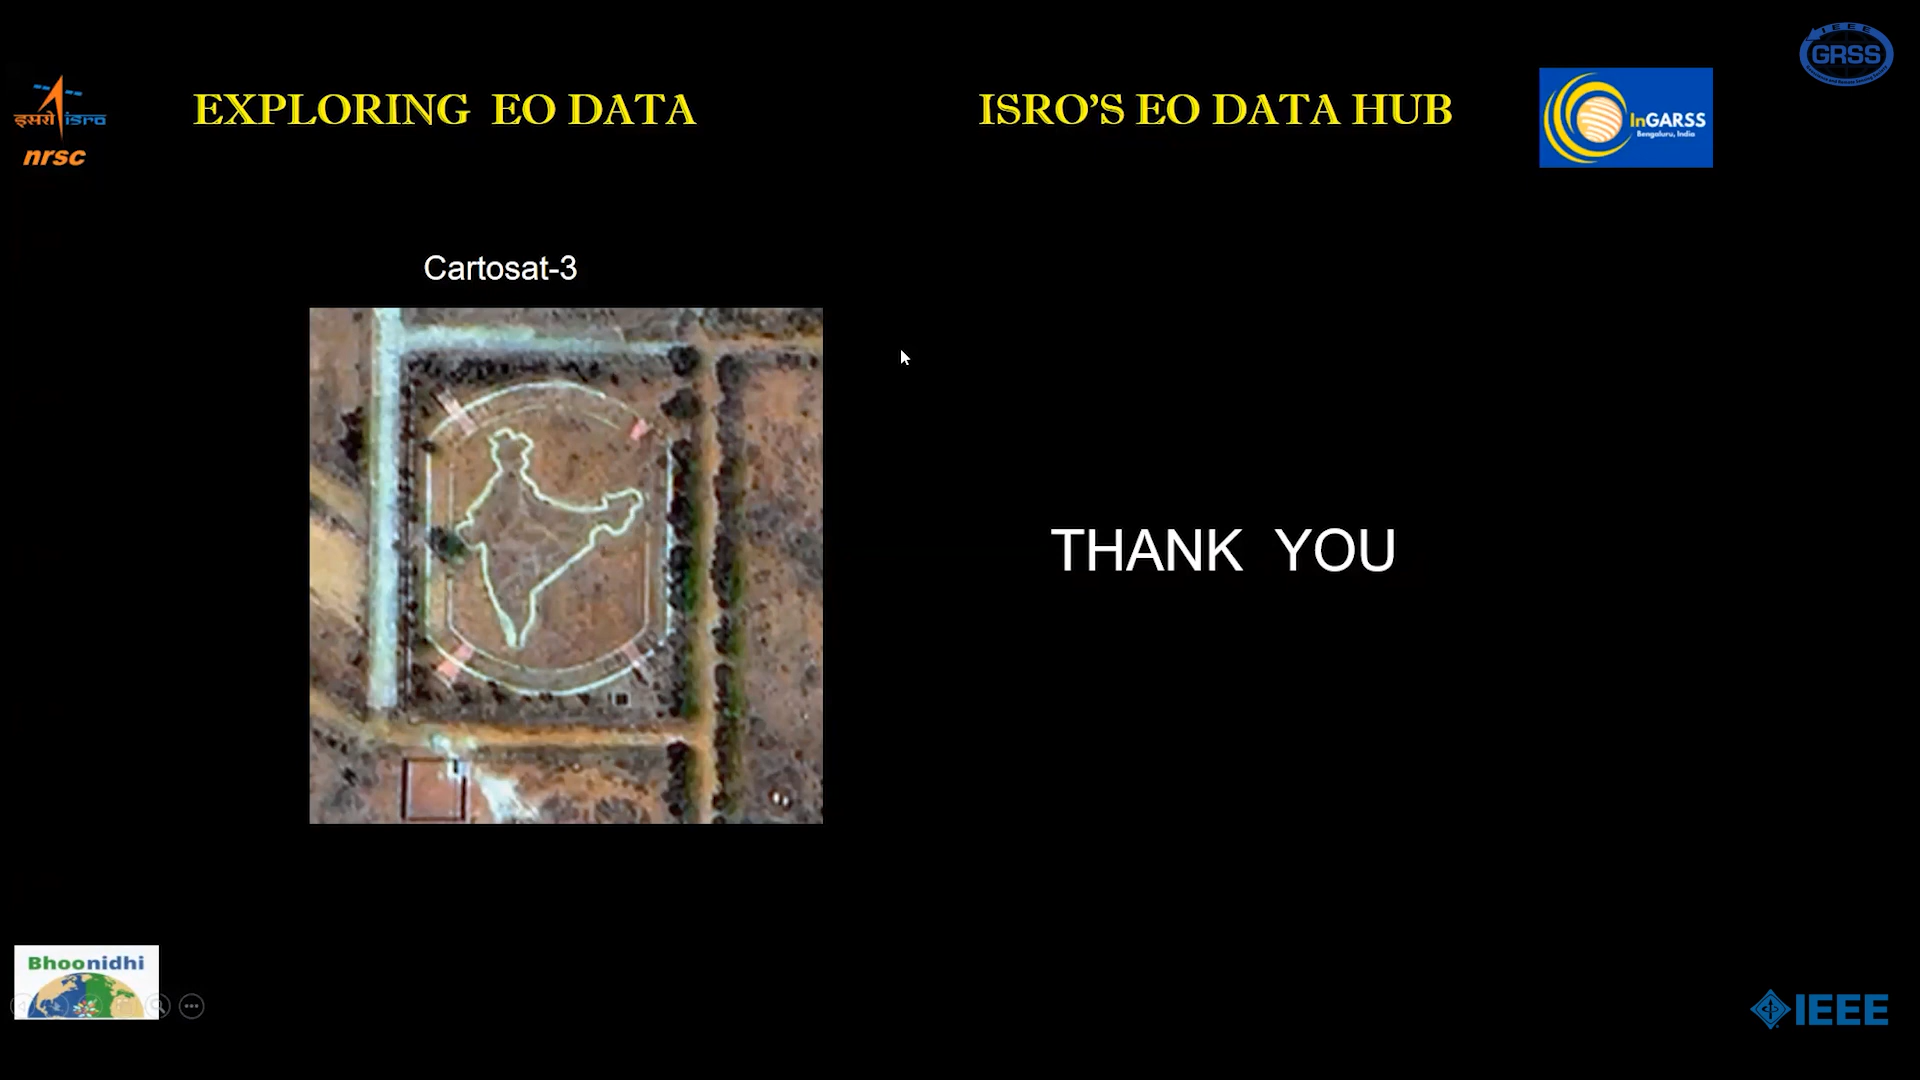 IEEE
GRSS
EXPLORING EO DATA
ISRO'S EO DATA HUB
इसरो isro
nrsc
InGARSS
Bengaluru, India
Cartosat-3
THANK YOU
Bhoonidhi
IEEE